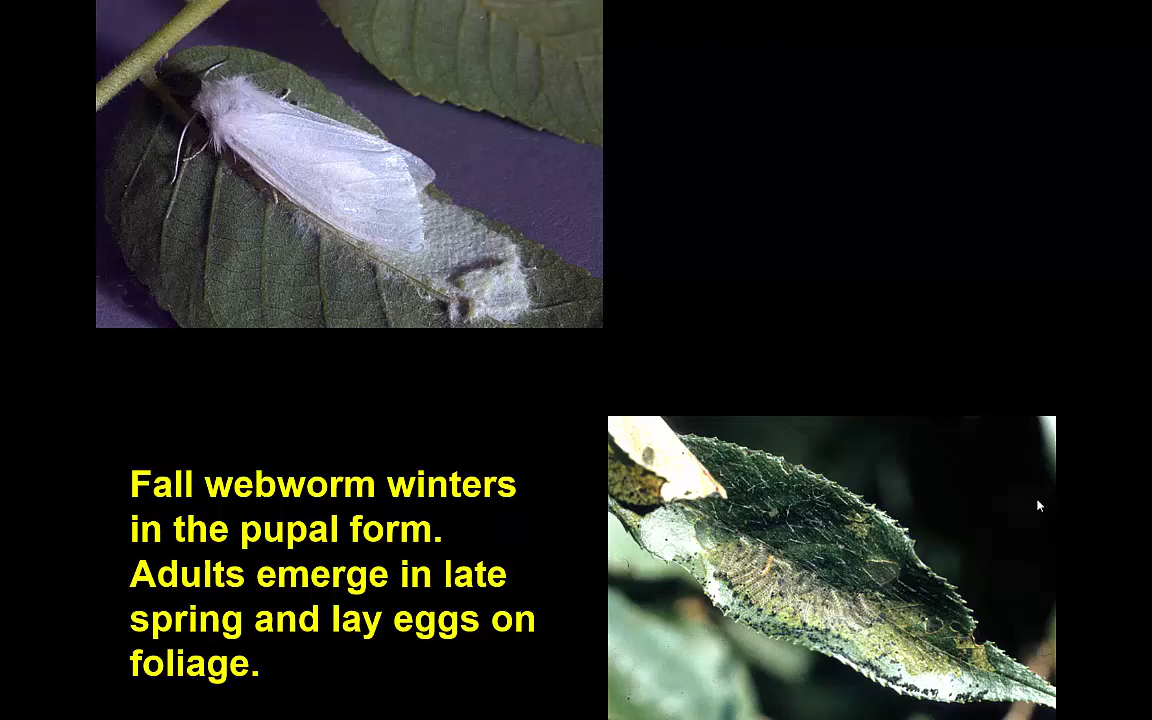 Fall webworm winters
in the pupal form.
Adults emerge in late
spring and lay eggs on
foliage.